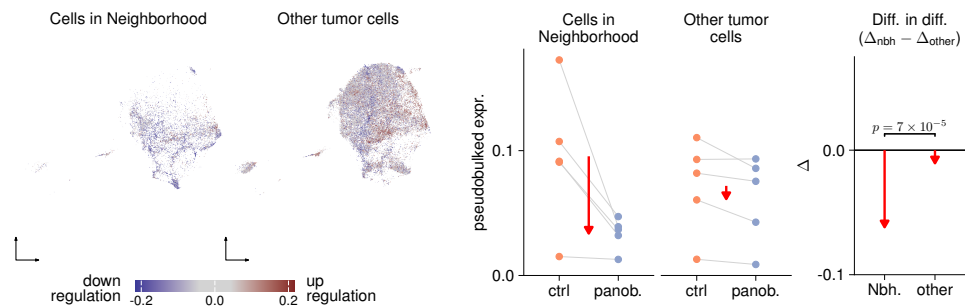 Cells in Neighborhood
Other tumor cells
down
regulation
-0.2
0.0
0.2
up
regulation
Cells in
Neighborhood
Other tumor
cells
pseudobulked expr.
0.1
0.0
ctrl
panob.
ctrl
panob.
Diff. in diff.
(Δnbh − Δother)
p = 7 × 10⁻⁵
Δ
0.0
-0.1
Nbh.
other